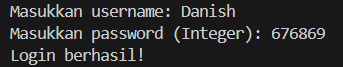 Masukkan username: Danish
Masukkan password (Integer): 676869
Login berhasil!